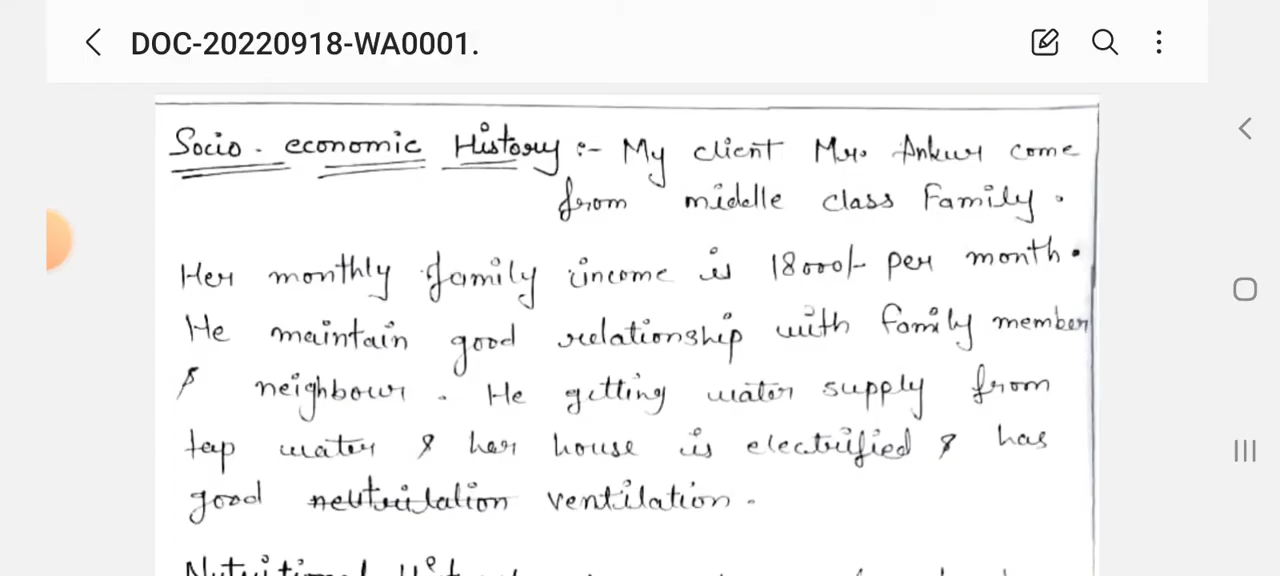 DOC-20220918-WA0001.
Socio-economic History :- My client Mr. Ankur come
from middle class Family.
Her monthly family income is 18000/- per month.
He maintain good relationship with family member
& neighbour. He getting water supply from
tap water & her house is electrified & has
good neutritation ventilation.